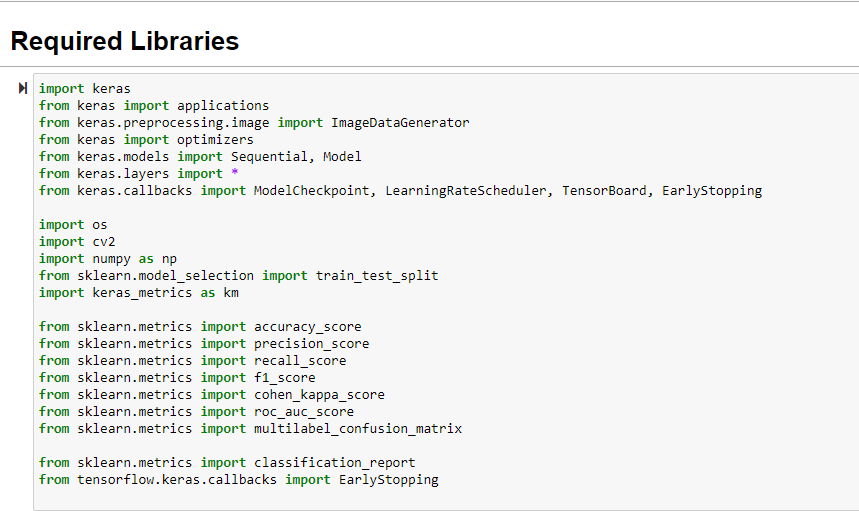 Required Libraries
import keras
from keras import applications
from keras.preprocessing.image import ImageDataGenerator
from keras import optimizers
from keras.models import Sequential, Model
from keras.layers import *
from keras.callbacks import ModelCheckpoint, LearningRateScheduler, TensorBoard, EarlyStopping
import os
import cv2
import numpy as np
from sklearn.model_selection import train_test_split
import keras_metrics as km
from sklearn.metrics import accuracy_score
from sklearn.metrics import precision_score
from sklearn.metrics import recall_score
from sklearn.metrics import f1_score
from sklearn.metrics import cohen_kappa_score
from sklearn.metrics import roc_auc_score
from sklearn.metrics import multilabel_confusion_matrix
from sklearn.metrics import classification_report
from tensorflow.keras.callbacks import EarlyStopping